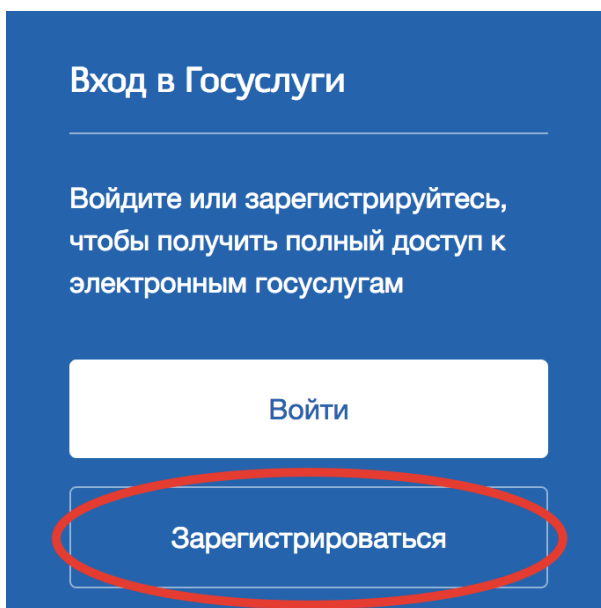 Вход в Госуслуги
Войдите или зарегистрируйтесь,
чтобы получить полный доступ к
электронным госуслугам
Войти
Зарегистрироваться